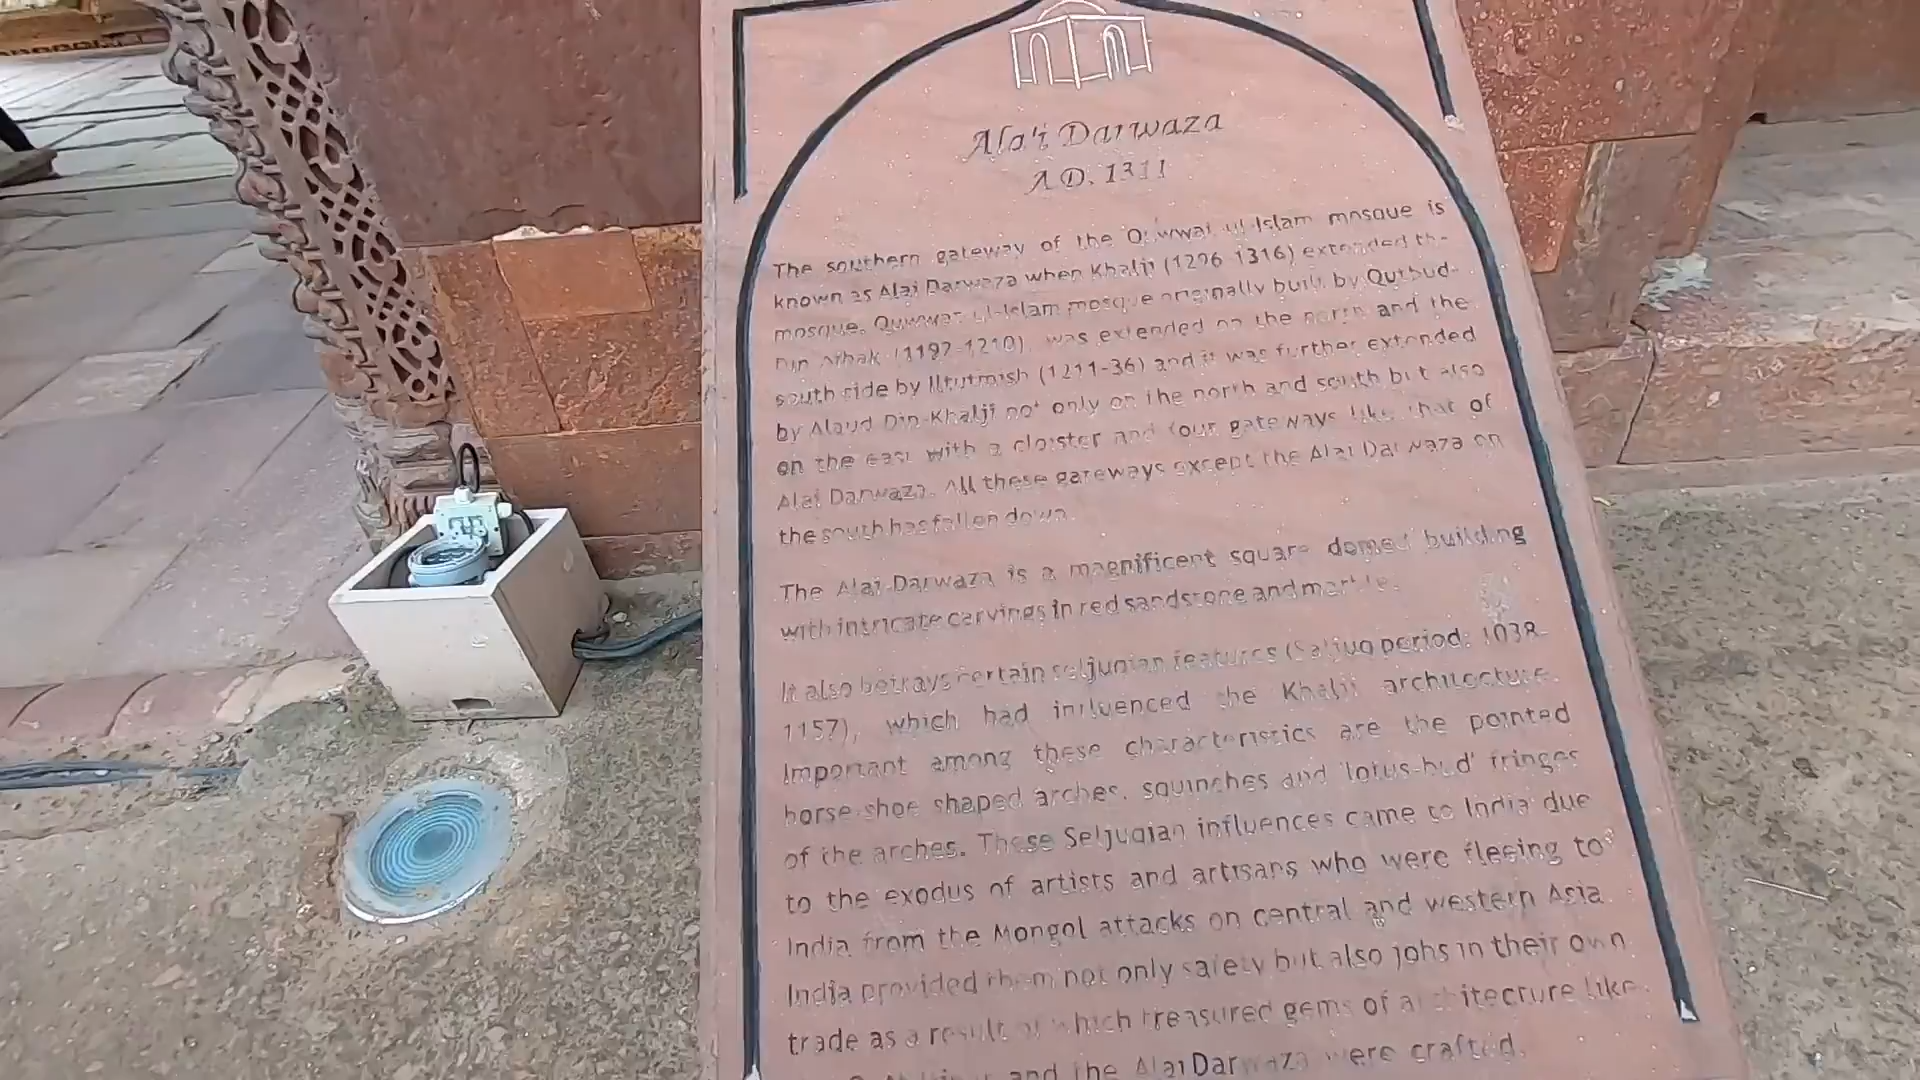 Ala'i Darwaza
A.D. 1311
The southern gateway of the Quwwat-ul-Islam mosque is
known as Alai Darwaza when Khalji (1296-1316) extended the
mosque. Quwwat-ul-Islam mosque originally built by Qutbud-
Din Aibak (1192-1210), was extended on the north and the
south side by Iltutmish (1211-36) and it was further extended
by Alaud Din-Khalji not only on the north and south but also
on the east with a cloister and four gateways like that of
Alai Darwaza. All these gateways except the Alai Darwaza on
the south has fallen down.
The Alai-Darwaza is a magnificent square domed building
with intricate carvings in red sandstone and marble.
It also betrays certain seljuqian features (Saljuq period: 1038-
1157), which had influenced the Khalji architecture.
Important among these characteristics are the pointed
horse-shoe shaped arches, squinches and 'lotus-bud' fringes
of the arches. These Seljuqian influences came to India due
to the exodus of artists and artisans who were fleeing to
India from the Mongol attacks on central and western Asia.
India provided them not only safety but also jobs in their own
trade as a result of which treasured gems of architecture like
and the Alai Darwaza were crafted.